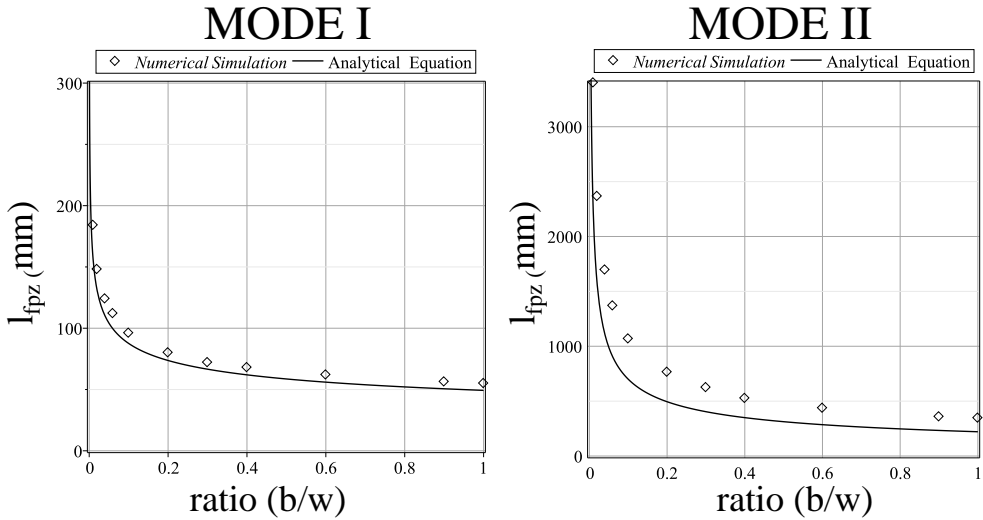 MODE I
Numerical Simulation Analytical Equation
300
200
100
0
0 0.2 0.4 0.6 0.8 1
ratio (b/w)
lfpz (mm)
MODE II
Numerical Simulation Analytical Equation
3000
2000
1000
0
0 0.2 0.4 0.6 0.8 1
ratio (b/w)
lfpz (mm)